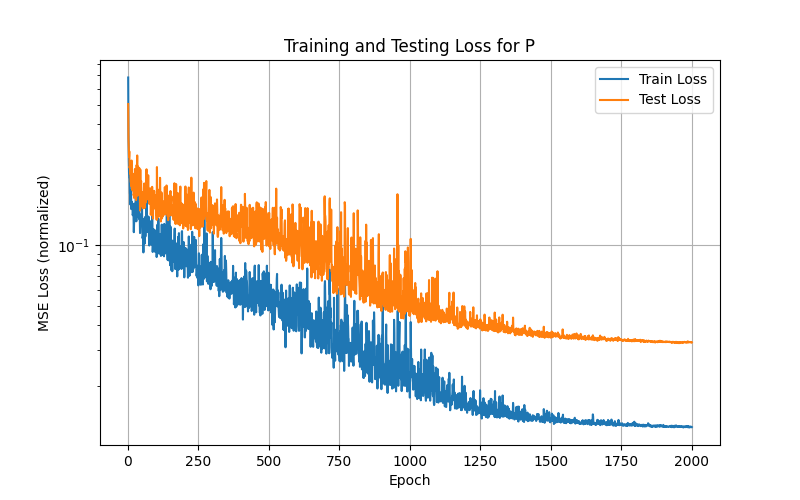 Training and Testing Loss for P
MSE Loss (normalized)
10⁻¹
Train Loss
Test Loss
0 250 500 750 1000 1250 1500 1750 2000
Epoch